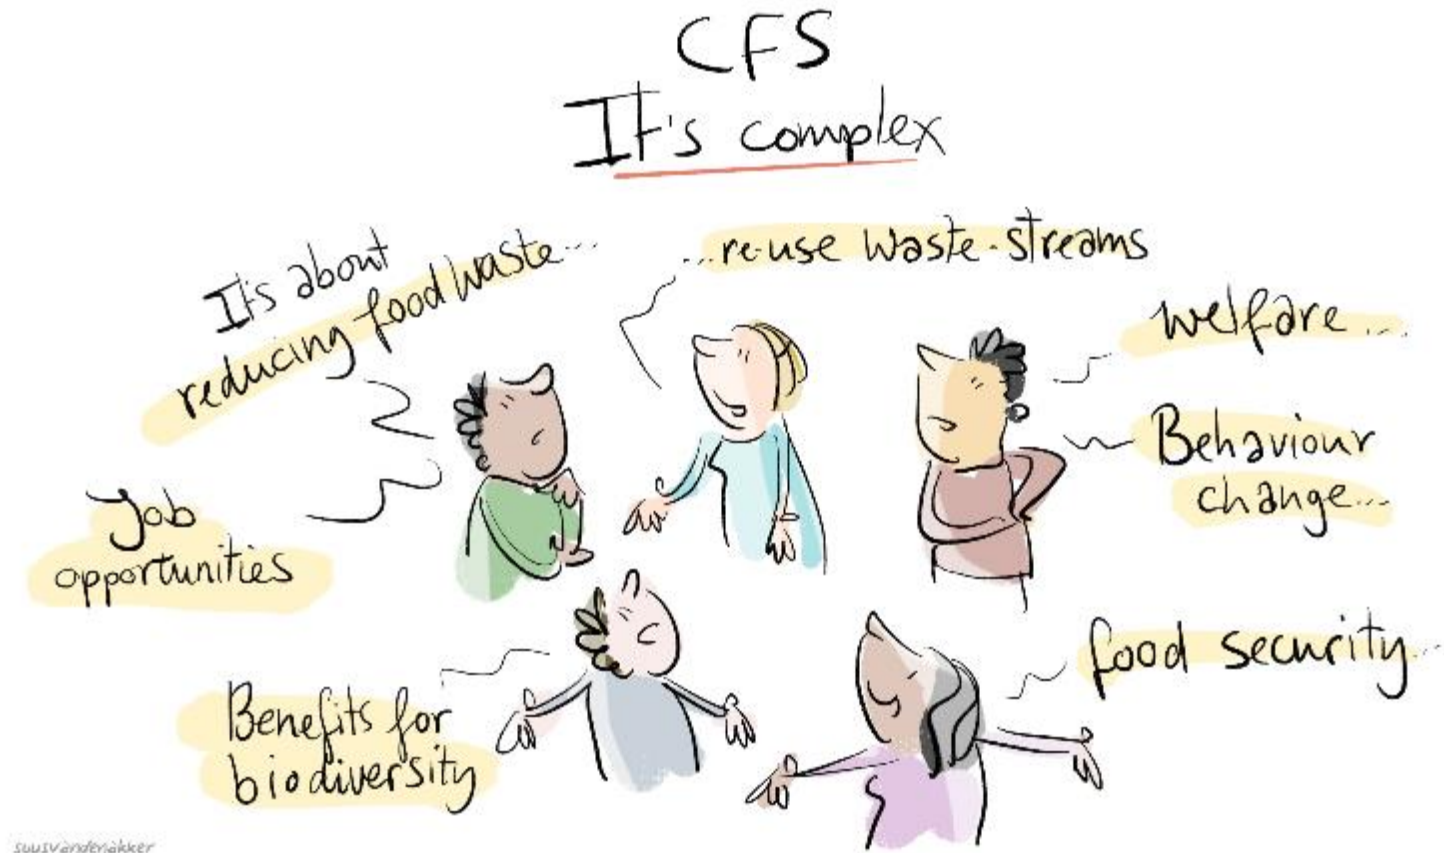 CFS
It's complex
It's about
reducing food waste...
...re-use waste-streams
welfare...
Behaviour
change...
Job
opportunities
Benefits for
biodiversity
food security...
suusvandenakker